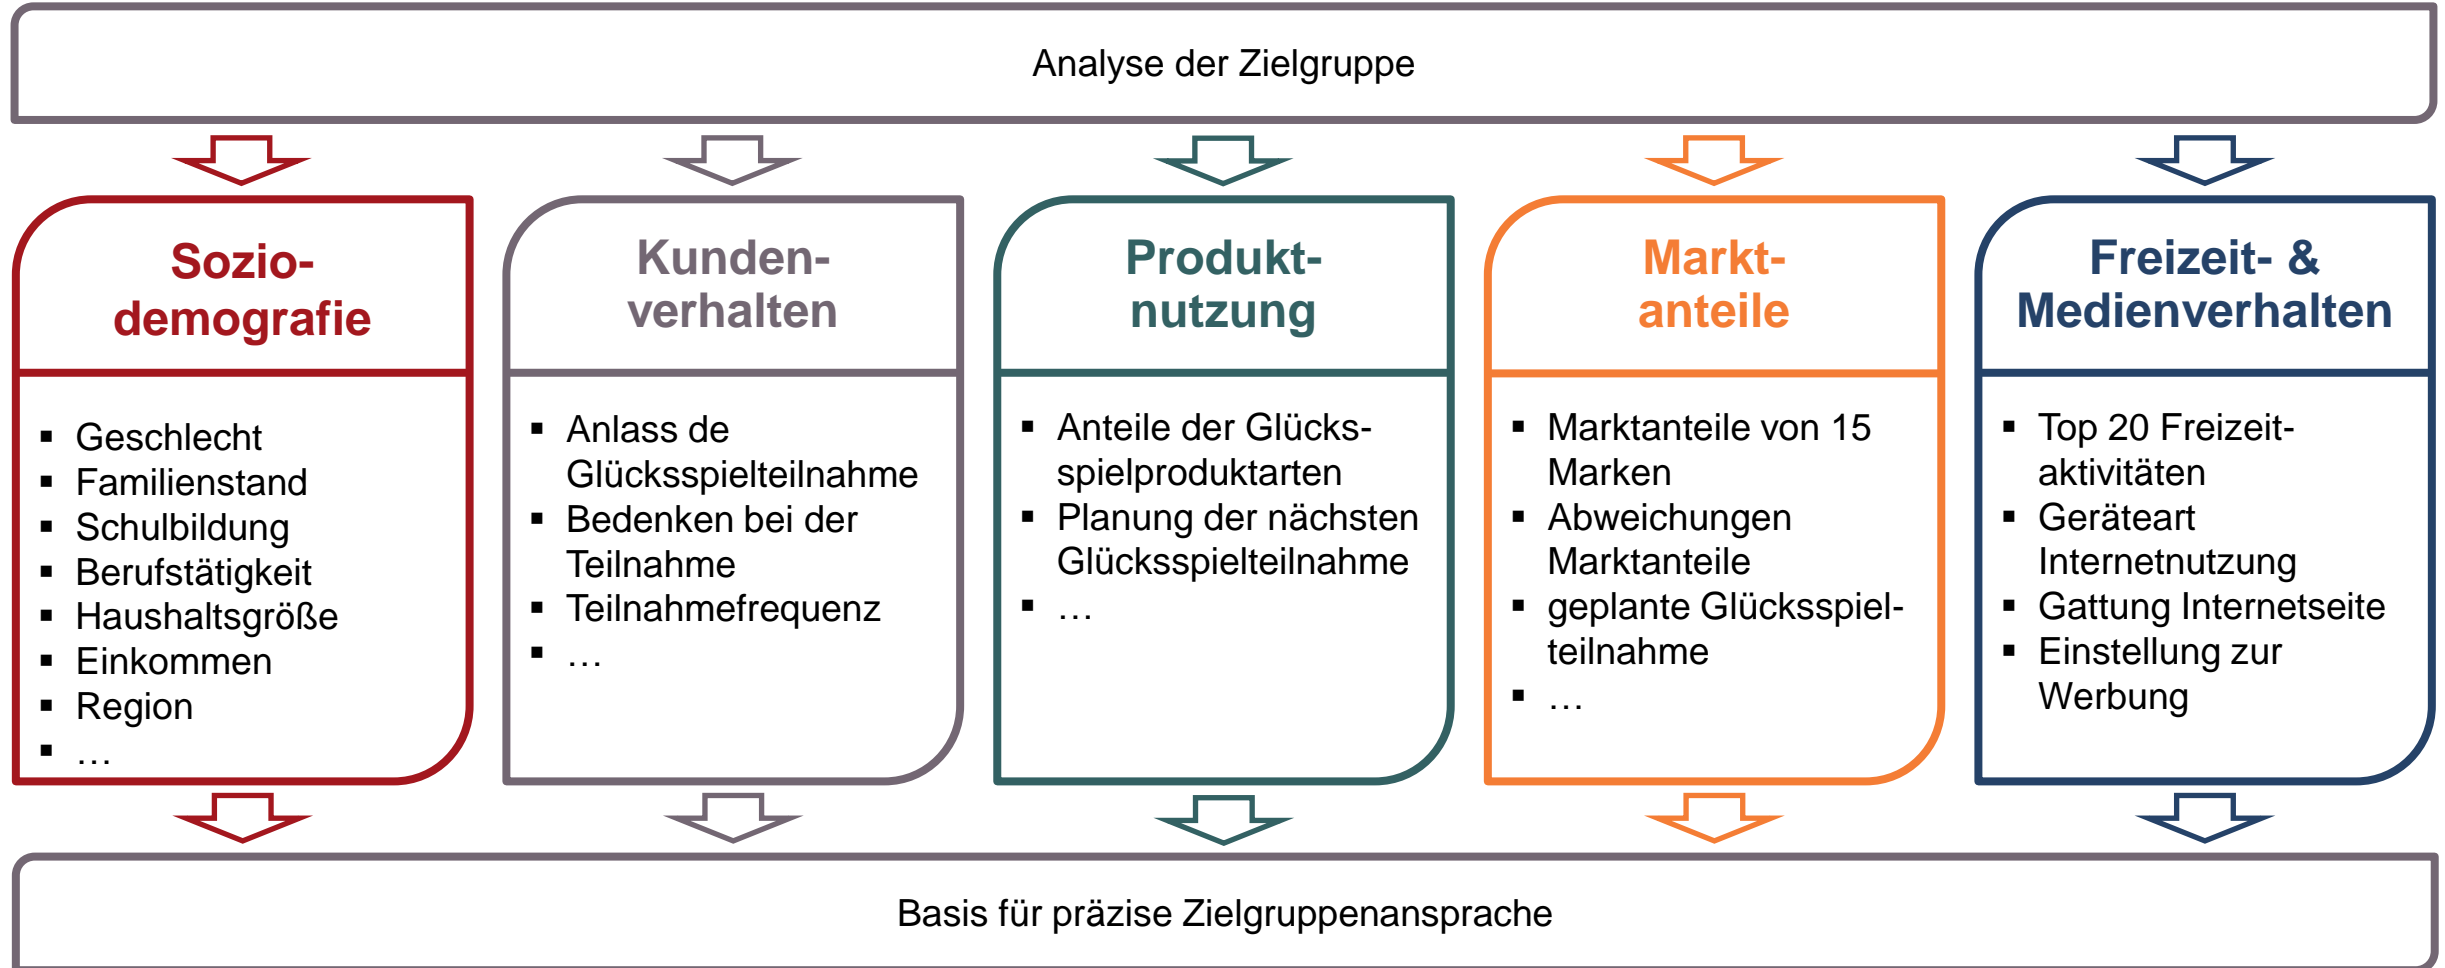 Analyse der Zielgruppe
Sozio-
demografie
▪ Geschlecht
▪ Familienstand
▪ Schulbildung
▪ Berufstätigkeit
▪ Haushaltsgröße
▪ Einkommen
▪ Region
▪ …
Kunden-
verhalten
▪ Anlass de
Glücksspielteilnahme
▪ Bedenken bei der
Teilnahme
▪ Teilnahmefrequenz
▪ …
Produkt-
nutzung
▪ Anteile der Glücks-
spielproduktarten
▪ Planung der nächsten
Glücksspielteilnahme
▪ …
Markt-
anteile
▪ Marktanteile von 15
Marken
▪ Abweichungen
Marktanteile
▪ geplante Glücksspiel-
teilnahme
▪ …
Freizeit- &
Medienverhalten
▪ Top 20 Freizeit-
aktivitäten
▪ Geräteart
Internetnutzung
▪ Gattung Internetseite
▪ Einstellung zur
Werbung
Basis für präzise Zielgruppenansprache